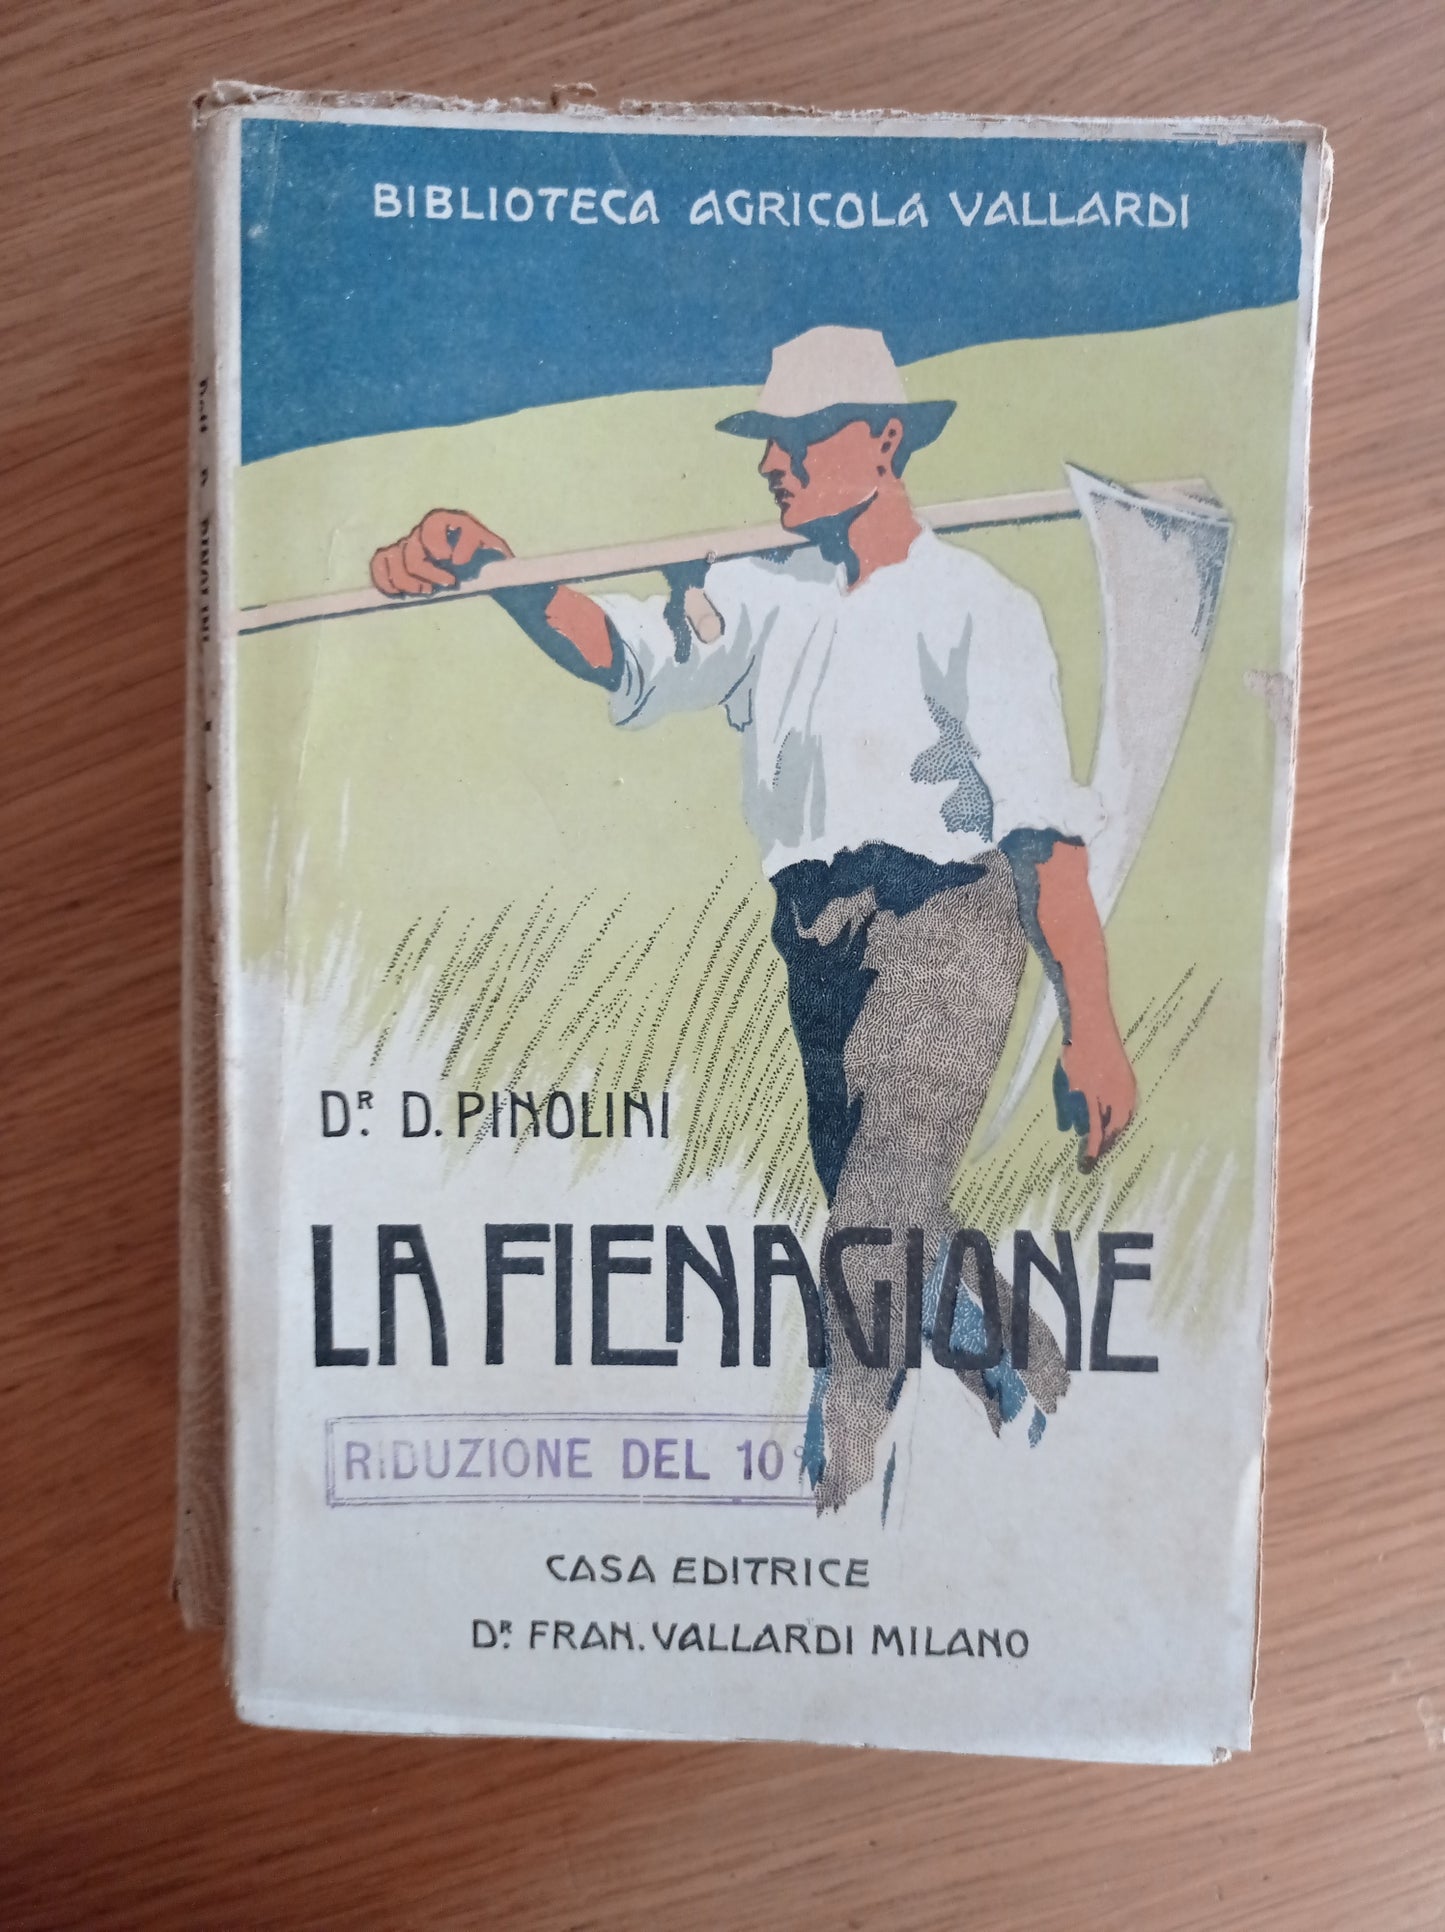 BIBLIOTECA AGRICOLA VALLARDI
Dr. D. PINOLINI
LA FIENAGIONE
RIDUZIONE DEL 10
CASA EDITRICE
Dr. FRAN. VALLARDI MILANO